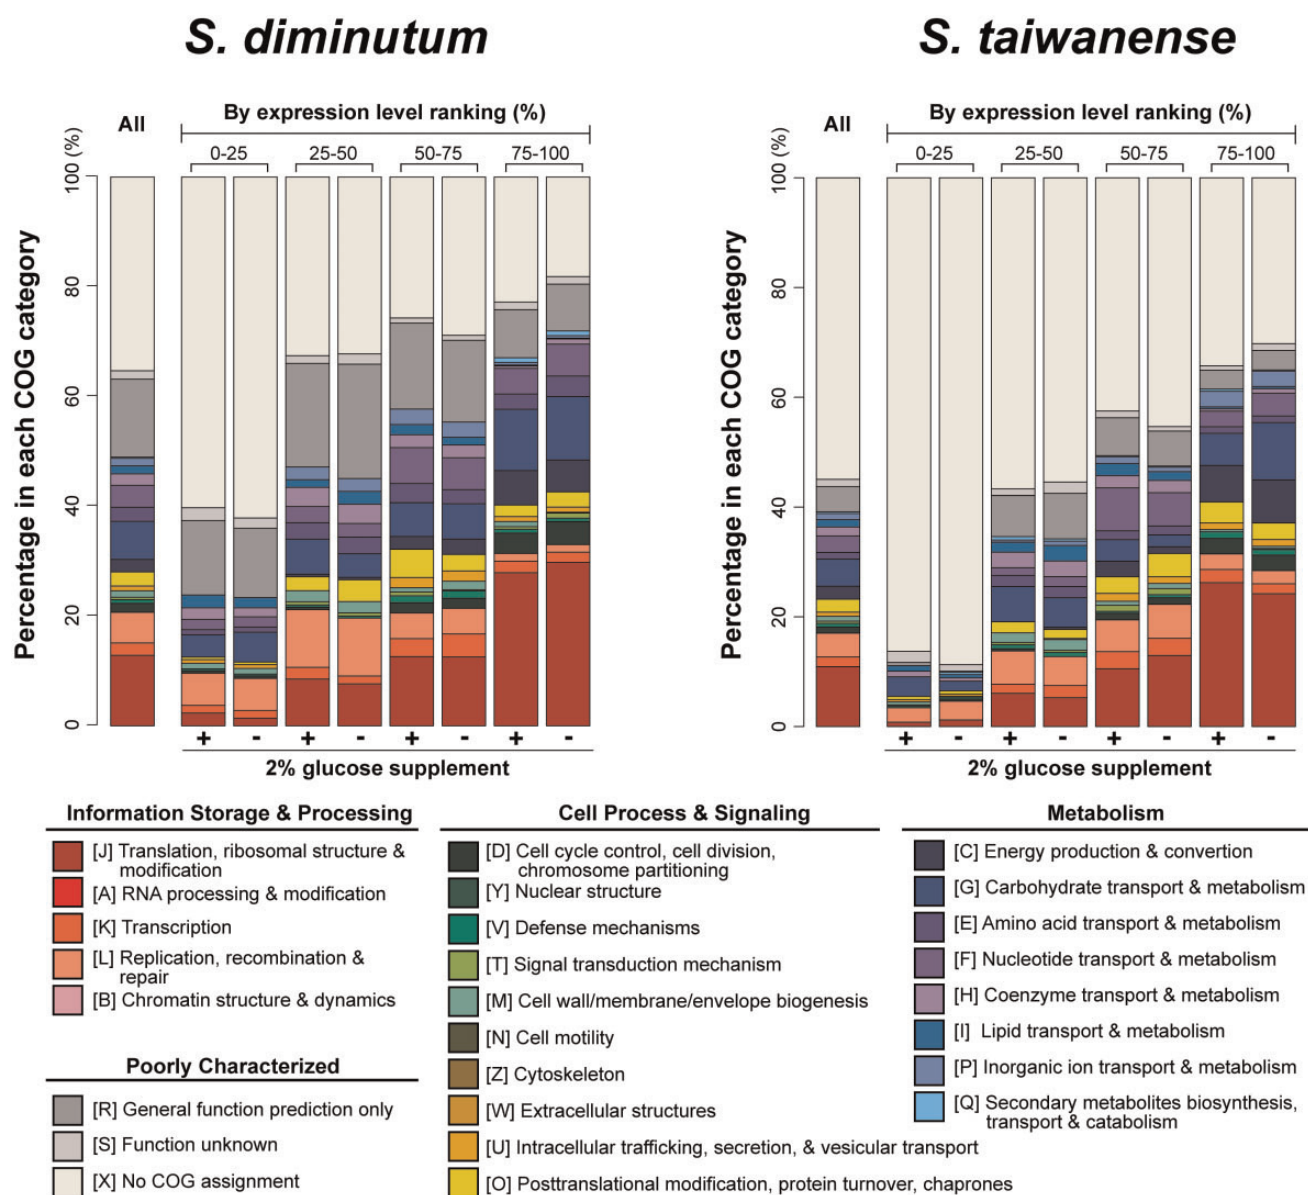 S. diminutum
S. taiwanense
All
By expression level ranking (%)
0-25
25-50
50-75
75-100
Percentage in each COG category
100 (%)
80
60
40
20
0
+ - + - + - + -
2% glucose supplement
All
By expression level ranking (%)
0-25
25-50
50-75
75-100
Percentage in each COG category
100 (%)
80
60
40
20
0
+ - + - + - + -
2% glucose supplement
Information Storage & Processing
[J] Translation, ribosomal structure &
modification
[A] RNA processing & modification
[K] Transcription
[L] Replication, recombination &
repair
[B] Chromatin structure & dynamics
Poorly Characterized
[R] General function prediction only
[S] Function unknown
[X] No COG assignment
Cell Process & Signaling
[D] Cell cycle control, cell division,
chromosome partitioning
[Y] Nuclear structure
[V] Defense mechanisms
[T] Signal transduction mechanism
[M] Cell wall/membrane/envelope biogenesis
[N] Cell motility
[Z] Cytoskeleton
[W] Extracellular structures
[U] Intracellular trafficking, secretion, & vesicular transport
[O] Posttranslational modification, protein turnover, chaprones
Metabolism
[C] Energy production & convertion
[G] Carbohydrate transport & metabolism
[E] Amino acid transport & metabolism
[F] Nucleotide transport & metabolism
[H] Coenzyme transport & metabolism
[I] Lipid transport & metabolism
[P] Inorganic ion transport & metabolism
[Q] Secondary metabolites biosynthesis,
transport & catabolism